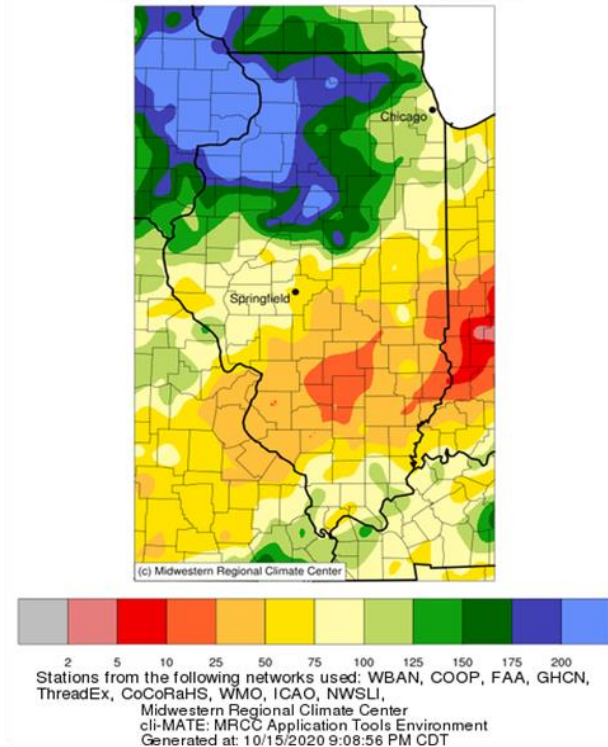 Chicago
Springfield
(c) Midwestern Regional Climate Center
2 5 10 25 50 75 100 125 150 175 200
Stations from the following networks used: WBAN, COOP, FAA, GHCN,
ThreadEx, CoCoRaHS, WMO, ICAO, NWSLI,
Midwestern Regional Climate Center
cli-MATE: MRCC Application Tools Environment
Generated at: 10/15/2020 9:08:56 PM CDT